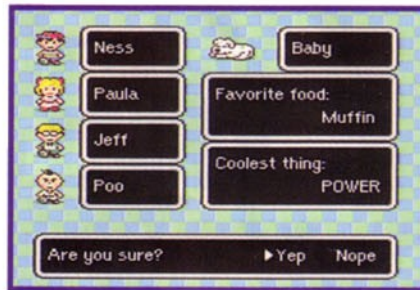 Ness
Baby
Paula
Favorite food:
Muffin
Jeff
Coolest thing:
POWER
Poo
Are you sure? ▶Yep Nope